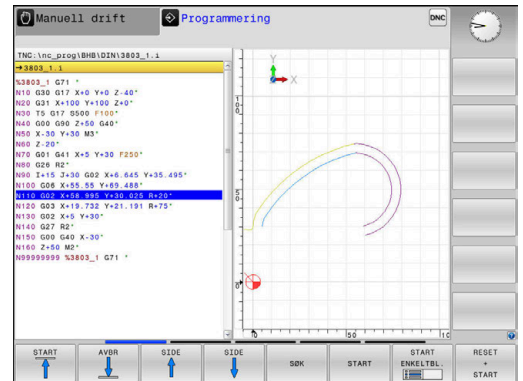 Manuell drift
Programmering
DNC
TNC:\nc_prog\BHB\DIN\3803_1.i
→3803_1.i
%3803_1 G71 *
N10 G30 G17 X+0 Y+0 Z-40*
N20 G31 X+100 Y+100 Z+0*
N30 T5 G17 S500 F100*
N40 G00 G90 Z+50 G40*
N50 X-30 Y+30 M3*
N60 Z-20*
N70 G01 G41 X+5 Y+30 F250*
N80 G26 R2*
N90 I+15 J+30 G02 X+6.645 Y+35.495*
N100 G06 X+55.55 Y+69.488*
N110 G02 X+58.995 Y+30.025 R+20*
N120 G03 X+19.732 Y+21.191 R+75*
N130 G02 X+5 Y+30*
N140 G27 R2*
N150 G00 G40 X-30*
N160 Z+50 M2*
N99999999 %3803_1 G71 *
Y
X
100
50
0
0
50
10
START
AVBR
SIDE
SIDE
SØK
START
START
ENKELTBL.
RESET
+
START